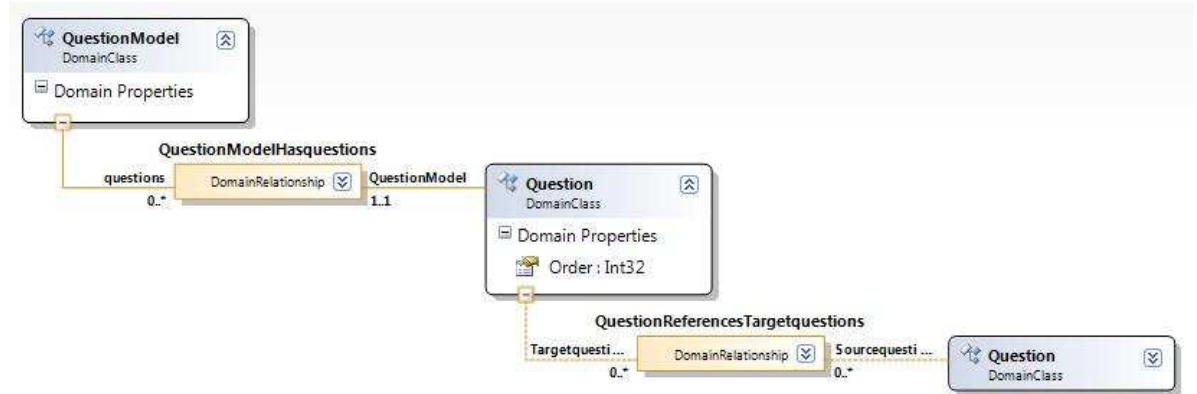 QuestionModel
DomainClass
Domain Properties
QuestionModelHasquestions
questions
DomainRelationship
QuestionModel
0..*
1..1
Question
DomainClass
Domain Properties
Order : Int32
QuestionReferencesTargetquestions
Targetquesti ...
DomainRelationship
Sourcequesti ...
0..*
0..*
Question
DomainClass